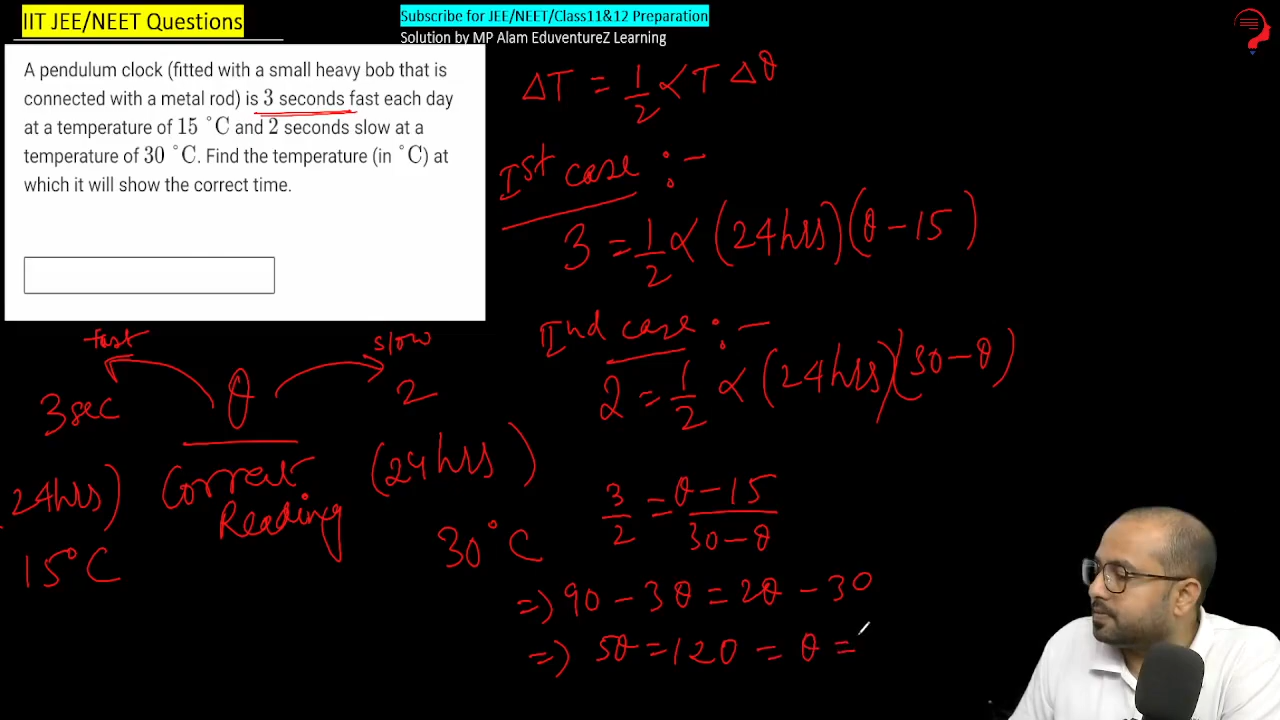 IIT JEE/NEET Questions
Subscribe for JEE/NEET/Class11&12 Preparation
Solution by MP Alam EduventureZ Learning
A pendulum clock (fitted with a small heavy bob that is
connected with a metal rod) is 3 seconds fast each day
at a temperature of 15 °C and 2 seconds slow at a
temperature of 30 °C. Find the temperature (in °C) at
which it will show the correct time.
fast
slow
3sec
θ
2
(24hrs)
Correct
Reading
(24hrs)
15°C
30°C
ΔT = 1/2 ∝ T Δθ
Ist case :-
3 = 1/2 ∝ (24hrs) (θ - 15)
IInd case :-
2 = 1/2 ∝ (24hrs) (30 - θ)
3/2 = θ - 15 / 30 - θ
=> 90 - 3θ = 2θ - 30
=> 5θ = 120 = θ =